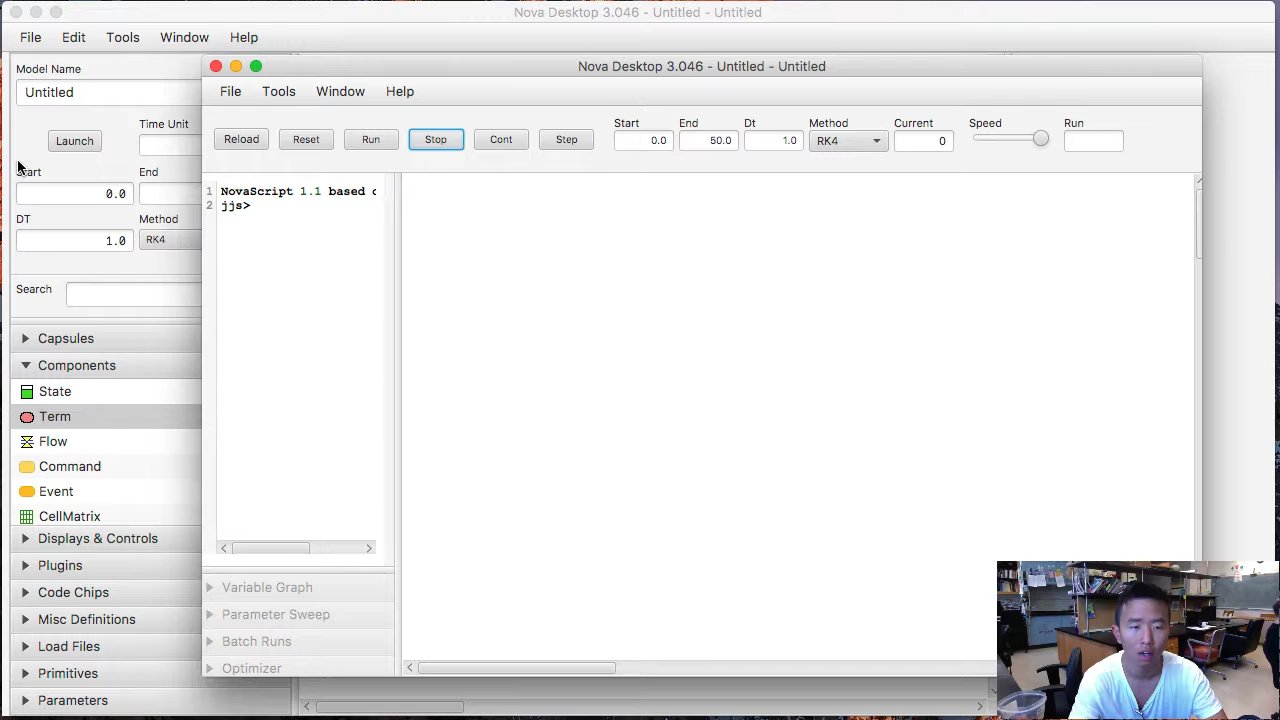 Nova Desktop 3.046 - Untitled - Untitled
File Edit Tools Window Help
Model Name
Untitled
Time Unit
Launch
Start End
0.0
DT Method
1.0 RK4
Search
Capsules
Components
State
Term
Flow
Command
Event
CellMatrix
Displays & Controls
Plugins
Code Chips
Misc Definitions
Load Files
Primitives
Parameters
Nova Desktop 3.046 - Untitled - Untitled
File Tools Window Help
Start End Dt Method Current Speed Run
Reload Reset Run Stop Cont Step 0.0 50.0 1.0 RK4 0
1 NovaScript 1.1 based
2 jjs>
Variable Graph
Parameter Sweep
Batch Runs
Optimizer